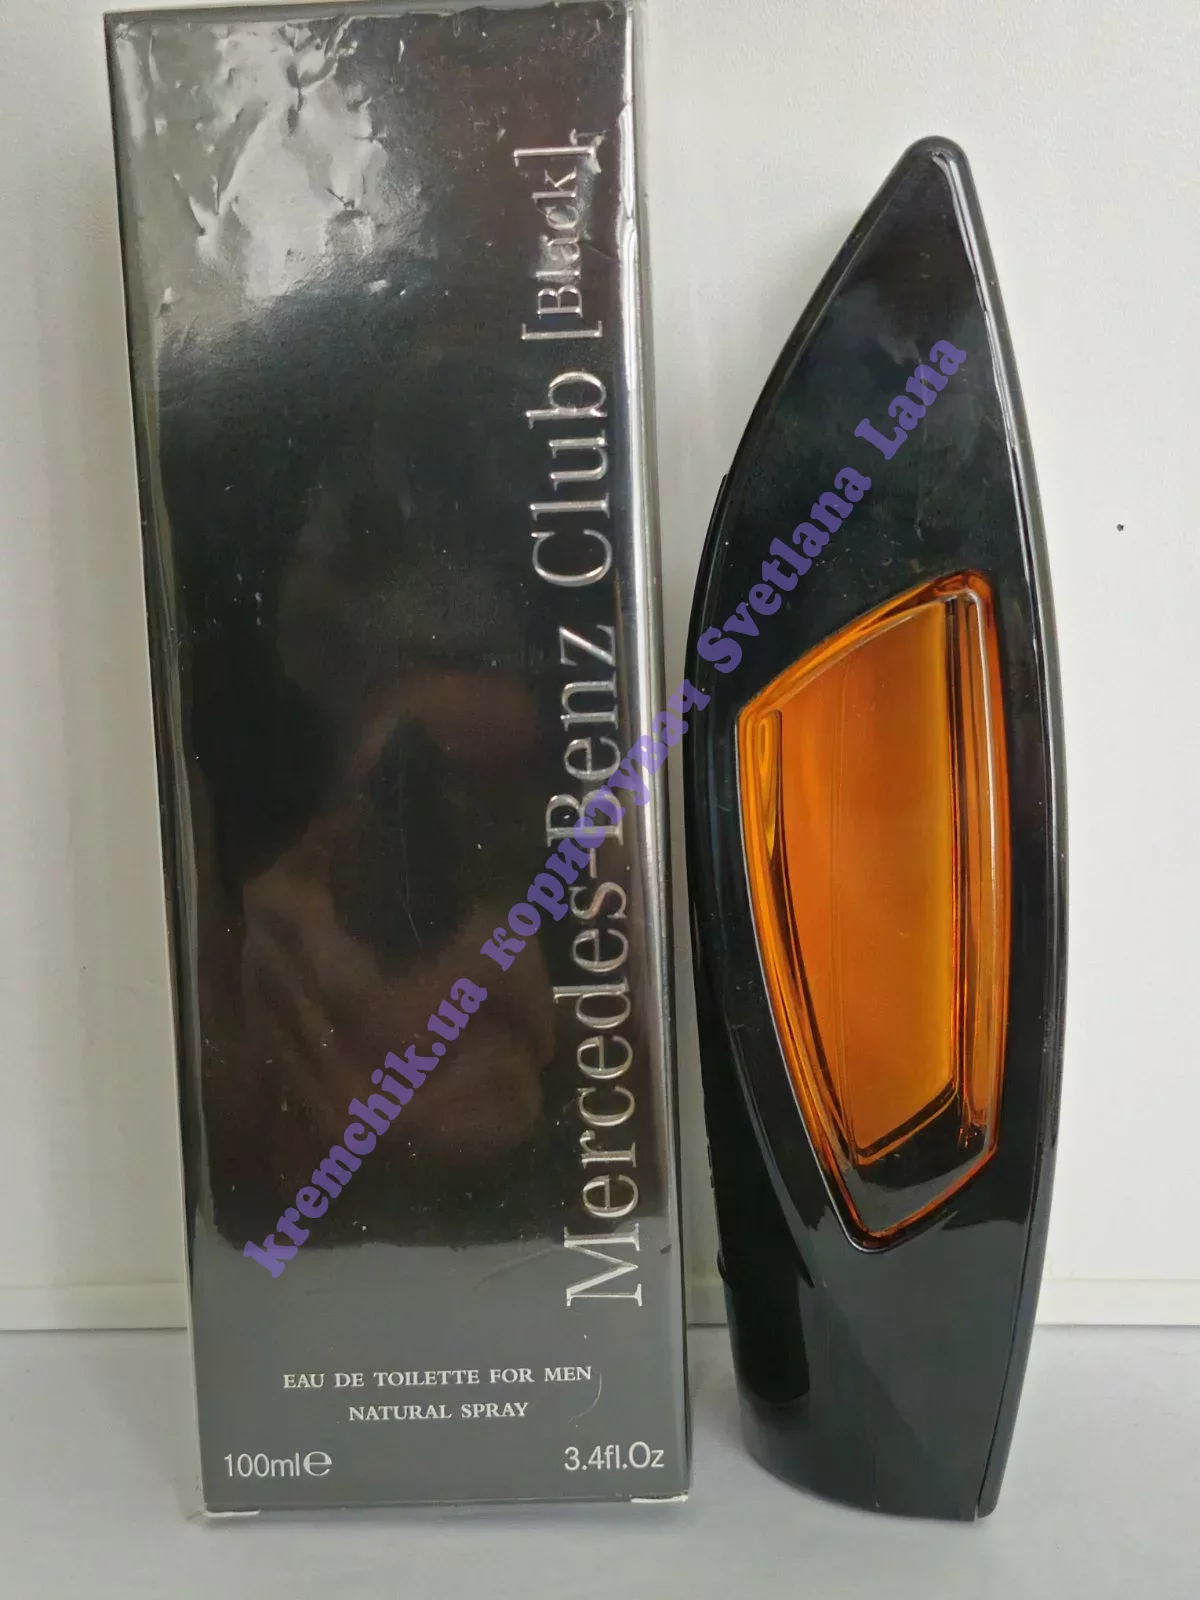 Mercedes-Benz Club [Black]
EAU DE TOILETTE FOR MEN
NATURAL SPRAY
100ml℮
3.4fl.Oz
kremchik.ua користувач Svetlana Lana